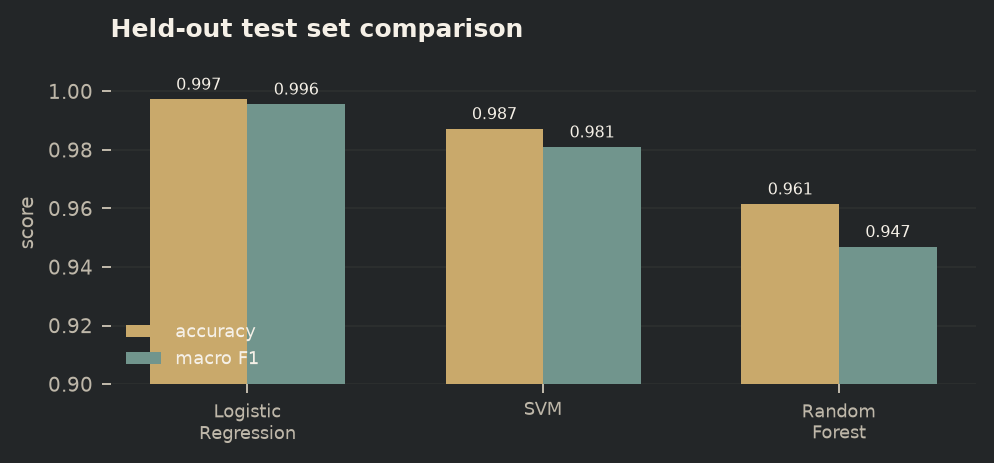 Held-out test set comparison
0.997
0.996
0.987
0.981
0.961
0.947
1.00
0.98
0.96
0.94
0.92
0.90
score
accuracy
macro F1
Logistic
Regression
SVM
Random
Forest